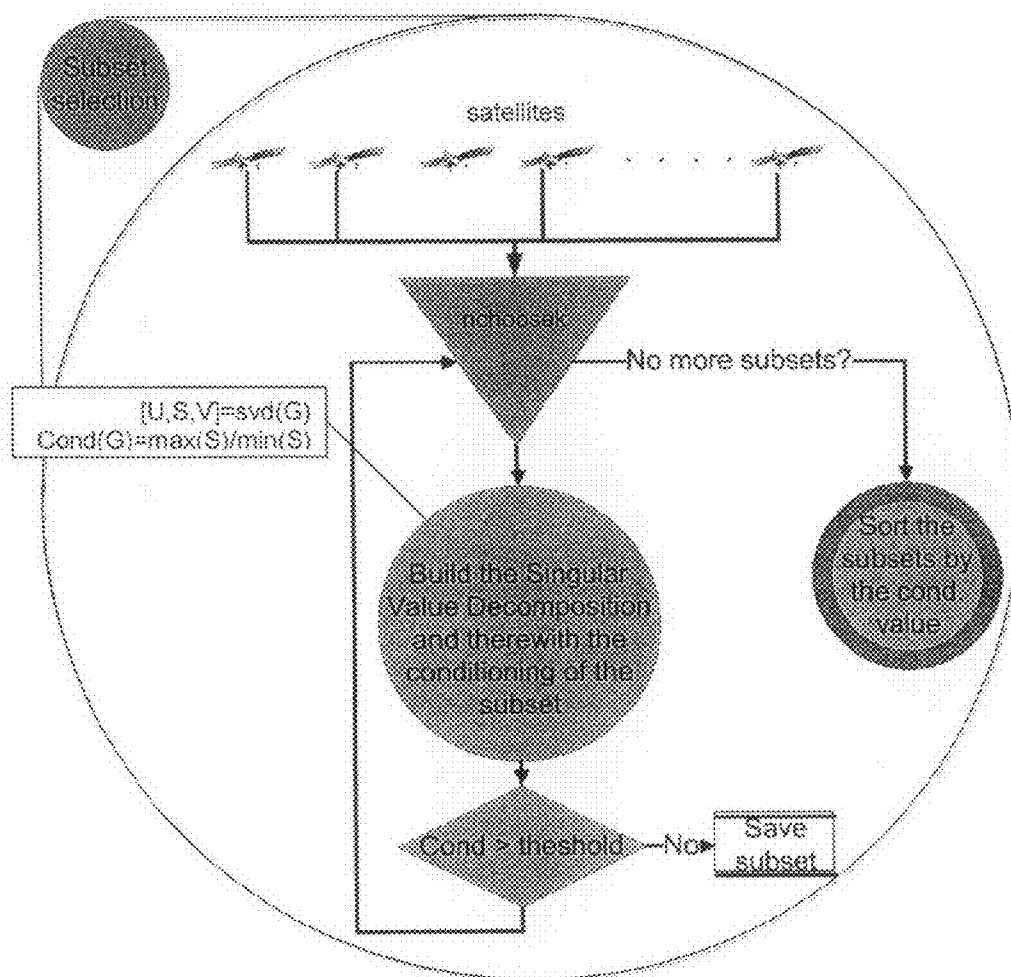 Subset
selection
satellites
nchoosek
No more subsets?
[U,S,V]=svd(G)
Cond(G)=max(S)/min(S)
Build the Singular
Value Decomposition
and therewith the
conditioning of the
subset
Sort the
subsets by
the cond.
value
Cond > theshold
No
Save
subset